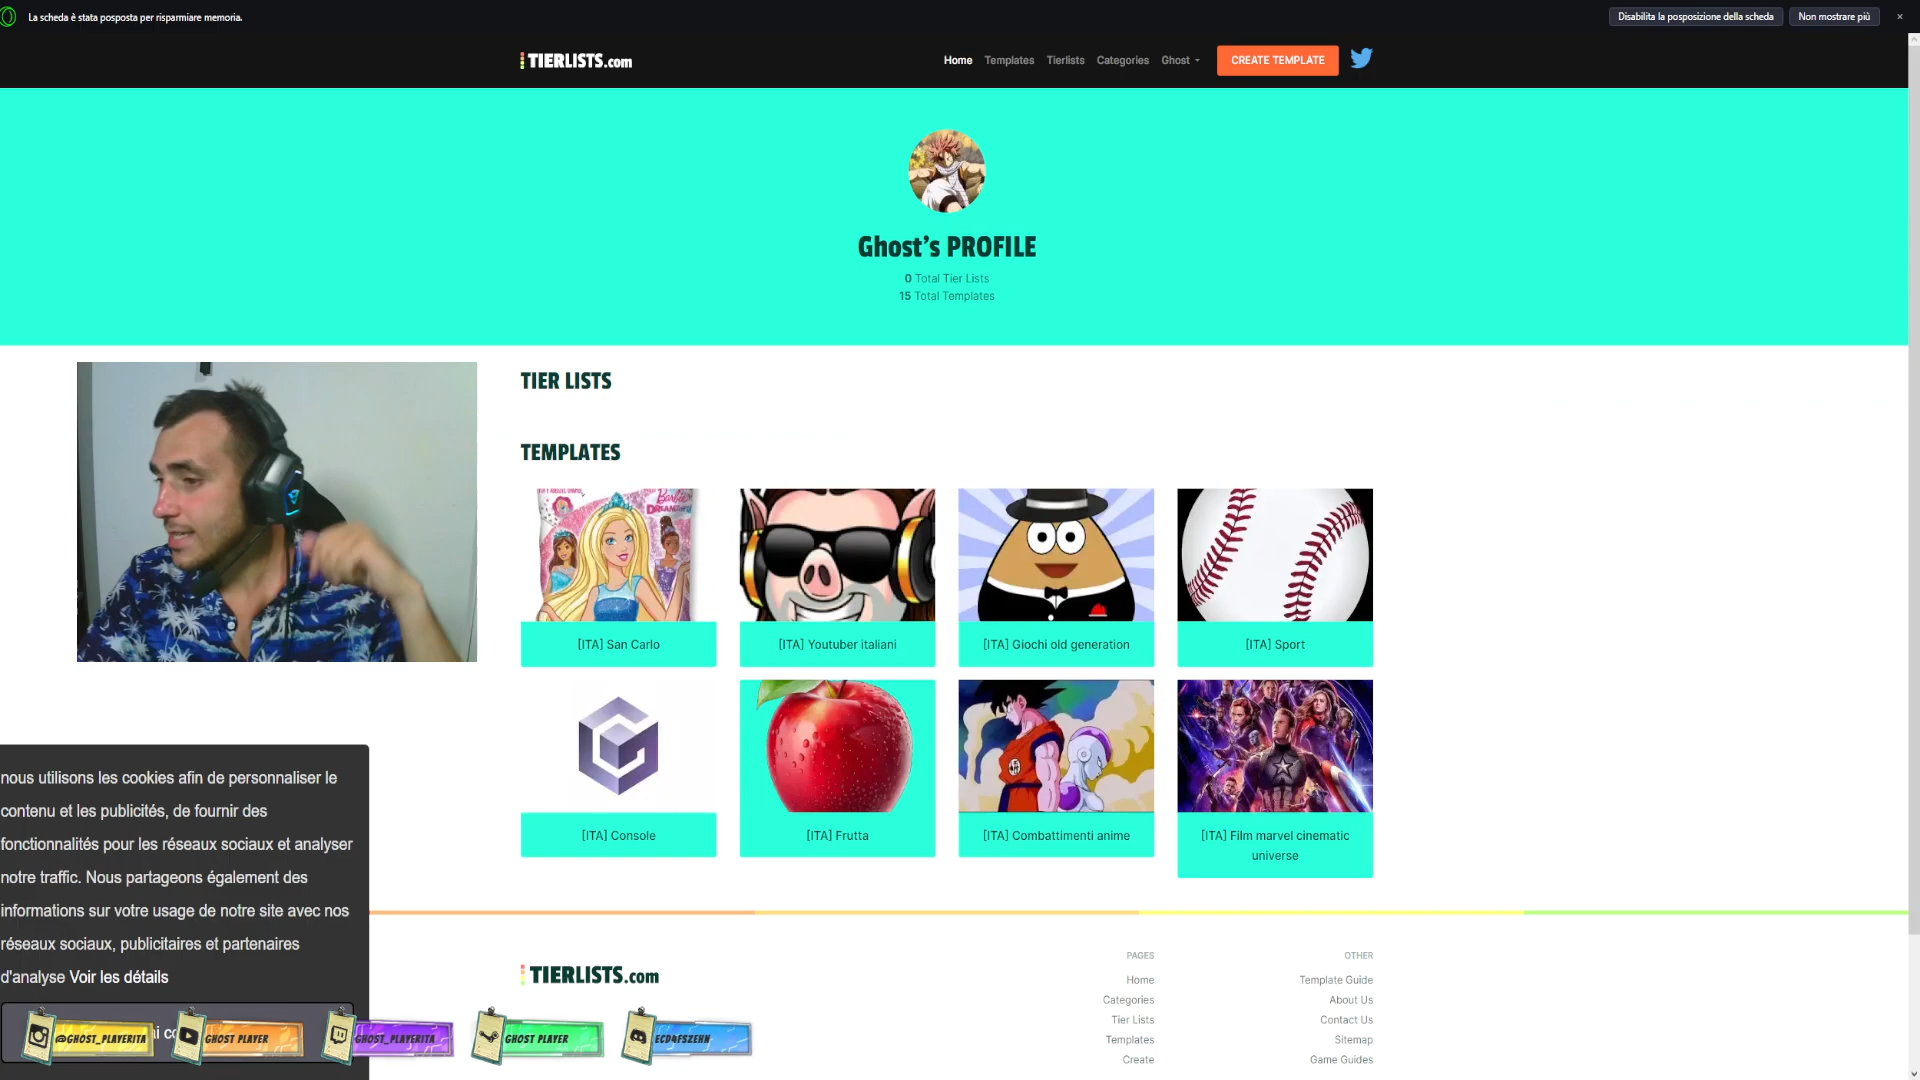 La scheda è stata posposta per risparmiare memoria.
Disabilita la posposizione della scheda
Non mostrare più
TIERLISTS.com
Home
Templates
Tierlists
Categories
Ghost
CREATE TEMPLATE
Ghost's PROFILE
0 Total Tier Lists
15 Total Templates
TIER LISTS
TEMPLATES
Barbie
[ITA] San Carlo
[ITA] Youtuber italiani
[ITA] Giochi old generation
[ITA] Sport
[ITA] Console
[ITA] Frutta
[ITA] Combattimenti anime
[ITA] Film marvel cinematic
universe
nous utilisons les cookies afin de personnaliser le
contenu et les publicités, de fournir des
fonctionnalités pour les réseaux sociaux et analyser
notre traffic. Nous partageons également des
informations sur votre usage de notre site avec nos
réseaux sociaux, publicitaires et partenaires
d'analyse Voir les détails
@GHOST_PLAYERITA
GHOST PLAYER
GHOST_PLAYERITA
GHOST PLAYER
ECD4FSZEHN
TIERLISTS.com
PAGES
Home
Categories
Tier Lists
Templates
Create
OTHER
Template Guide
About Us
Contact Us
Sitemap
Game Guides